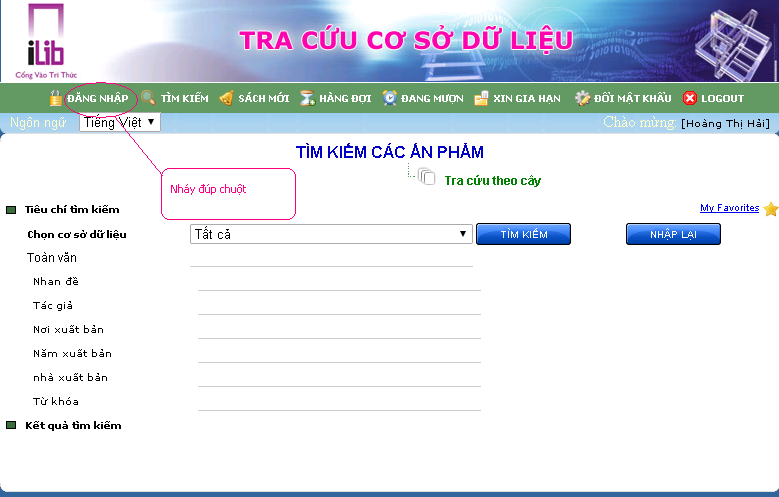 iLib
Cổng Vào Tri Thức
TRA CỨU CƠ SỞ DỮ LIỆU
ĐĂNG NHẬP TÌM KIẾM SÁCH MỚI HÀNG ĐỢI ĐANG MƯỢN XIN GIA HẠN ĐỔI MẬT KHẨU LOGOUT
Ngôn ngữ Tiếng Việt Chào mừng: [Hoàng Thị Hải]
TÌM KIẾM CÁC ẤN PHẨM
Tra cứu theo cây
Nháy đúp chuột
My Favorites
Tiêu chí tìm kiếm
Chọn cơ sở dữ liệu Tất cả TÌM KIẾM NHẬP LẠI
Toàn văn
Nhan đề
Tác giả
Nơi xuất bản
Năm xuất bản
nhà xuất bản
Từ khóa
Kết quả tìm kiếm